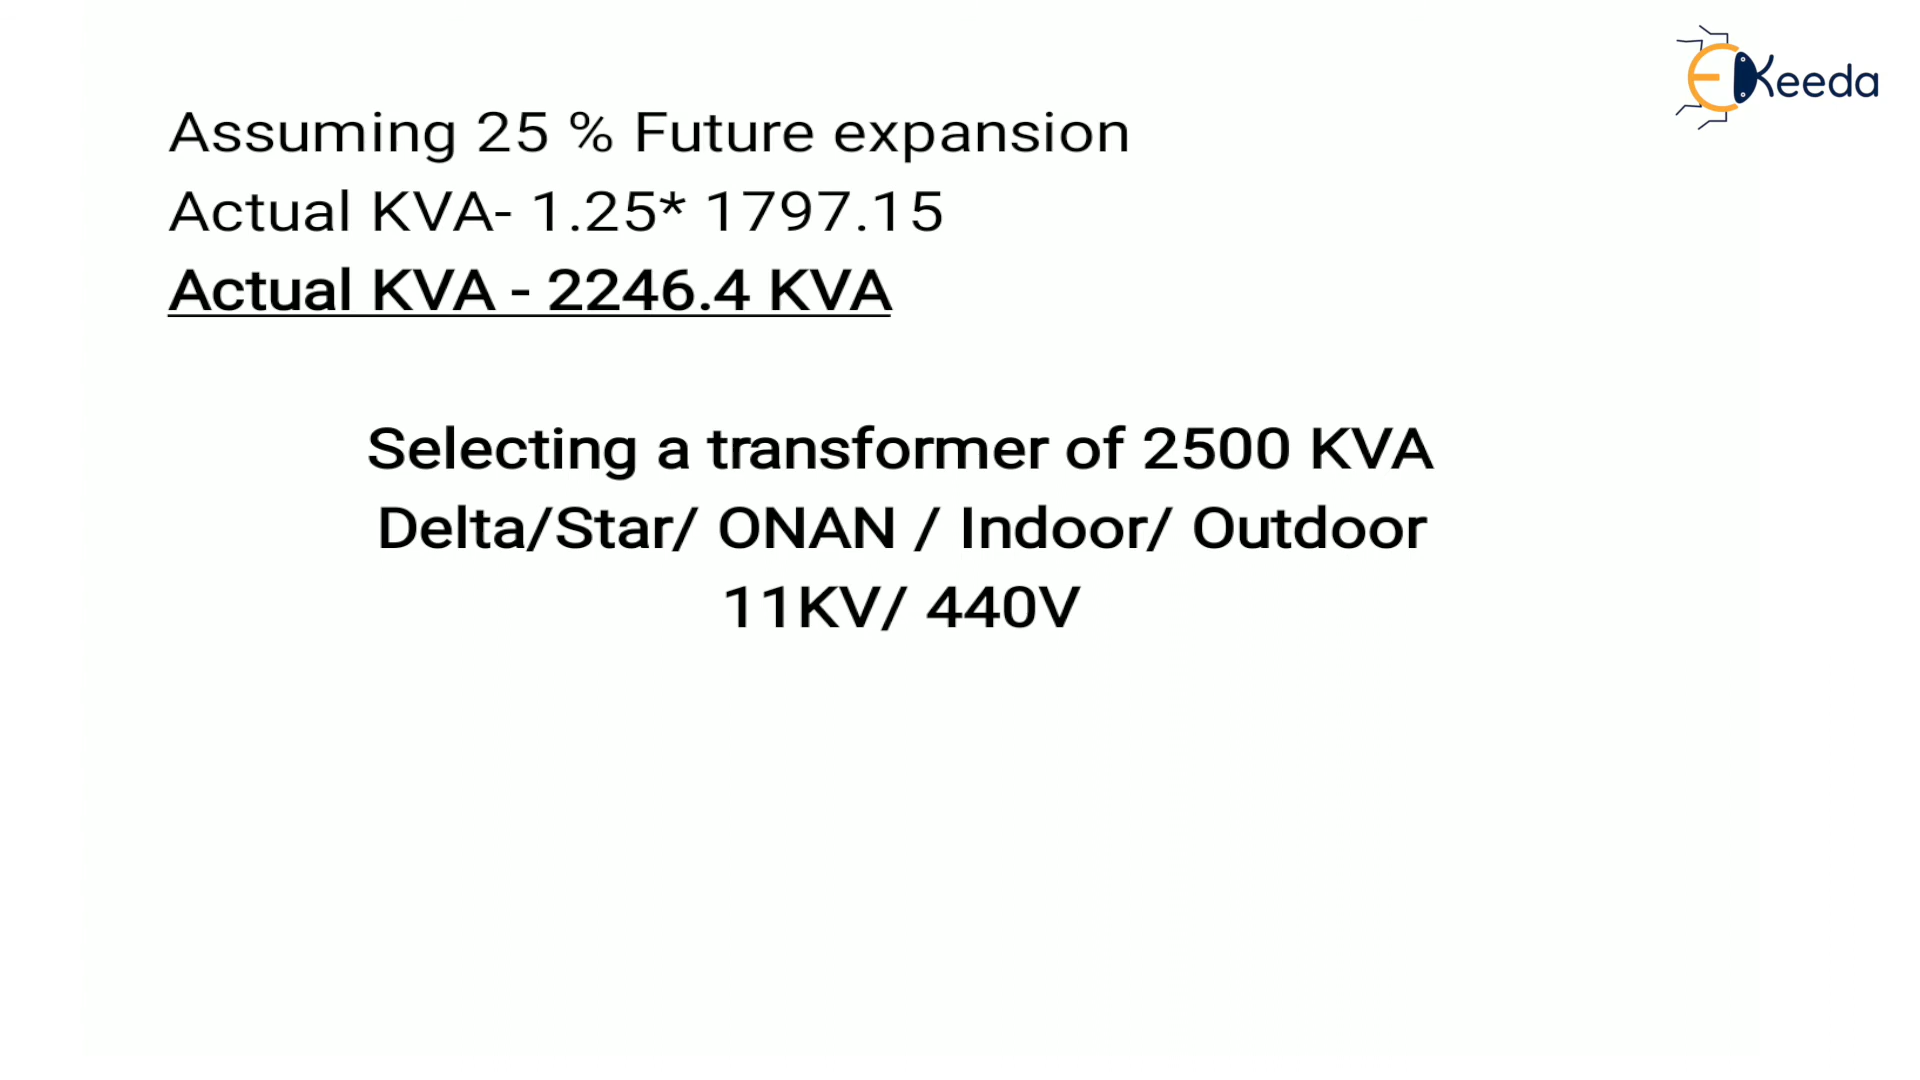 EKeeda
Assuming 25 % Future expansion
Actual KVA- 1.25* 1797.15
Actual KVA - 2246.4 KVA
Selecting a transformer of 2500 KVA
Delta/Star/ ONAN / Indoor/ Outdoor
11KV/ 440V